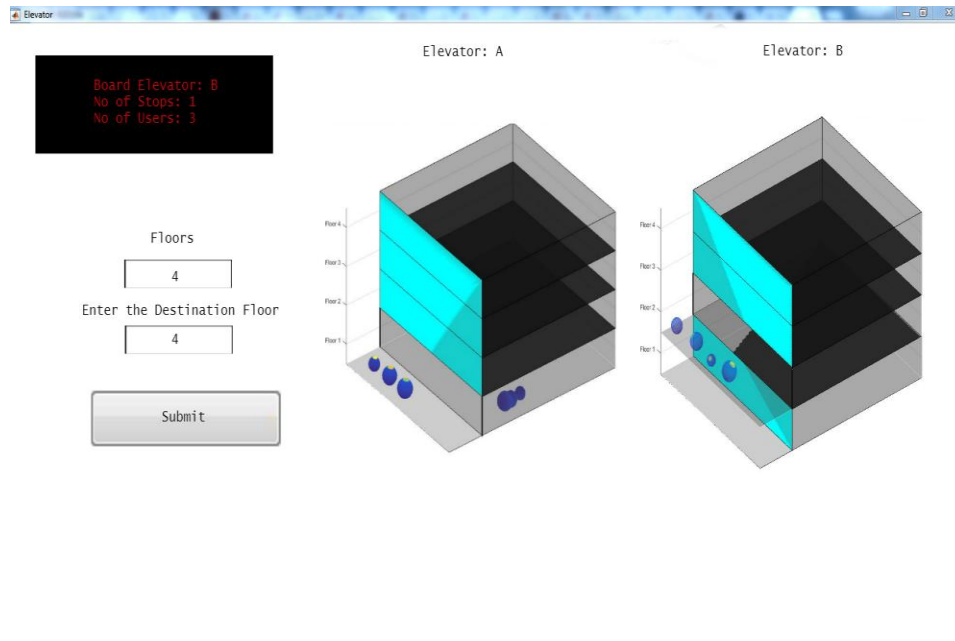 Elevator
Board Elevator: B
No of Stops: 1
No of Users: 3
Floors
4
Enter the Destination Floor
4
Submit
Elevator: A
Floor 4
Floor 3
Floor 2
Floor 1
Elevator: B
Floor 4
Floor 3
Floor 2
Floor 1